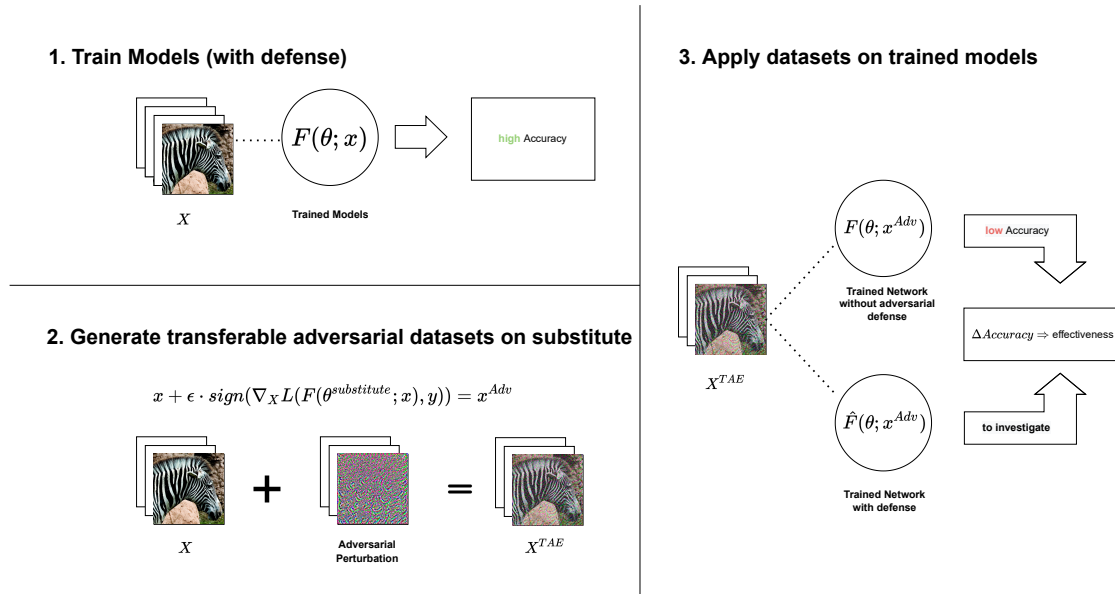 1. Train Models (with defense)
F(θ; x)
high Accuracy
X
Trained Models
2. Generate transferable adversarial datasets on substitute
x + ϵ · sign(∇_X L(F(θ^{substitute}; x), y)) = x^{Adv}
+
=
X
Adversarial
Perturbation
X^{TAE}
3. Apply datasets on trained models
F(θ; x^{Adv})
low Accuracy
Trained Network
without adversarial
defense
X^{TAE}
ΔAccuracy ⇒ effectiveness
F̂(θ; x^{Adv})
to investigate
Trained Network
with defense